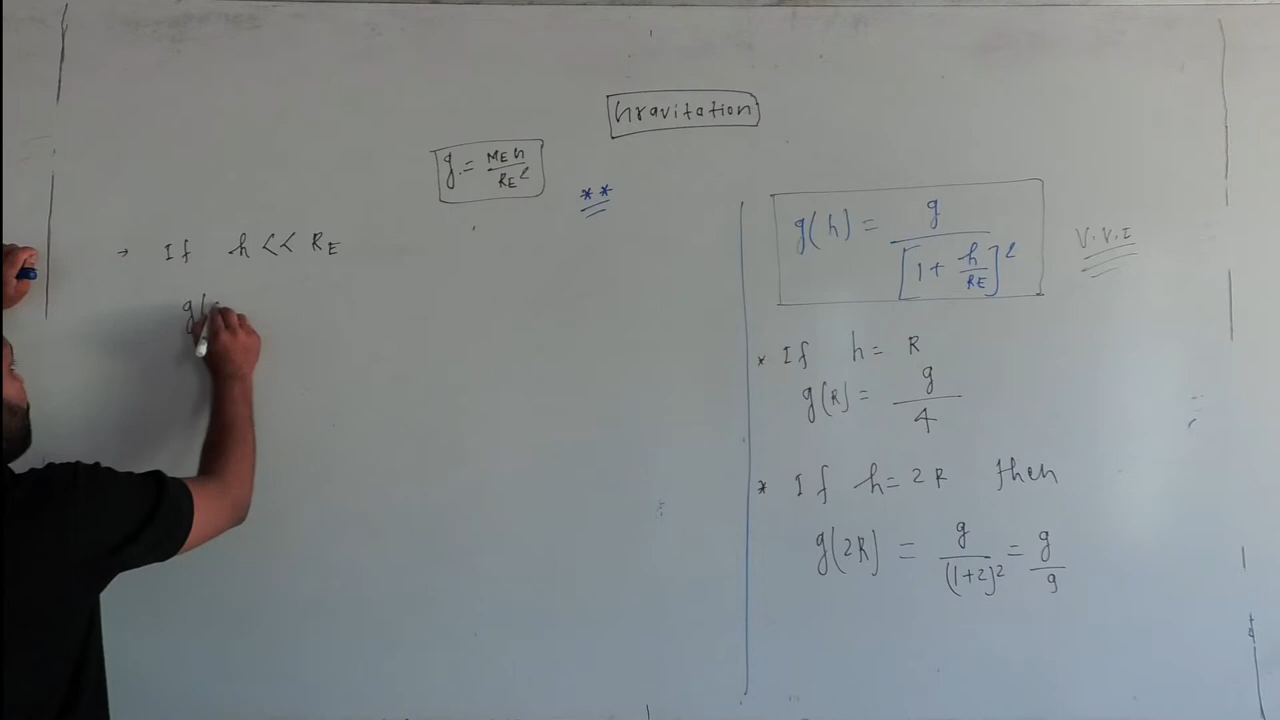 Gravitation
g = MEG/RE²
**
→ If h << RE
g(
g(h) = g/[1 + h/RE]²
V.V.I
* If h = R
g(R) = g/4
* If h = 2R then
g(2R) = g/(1+2)² = g/9